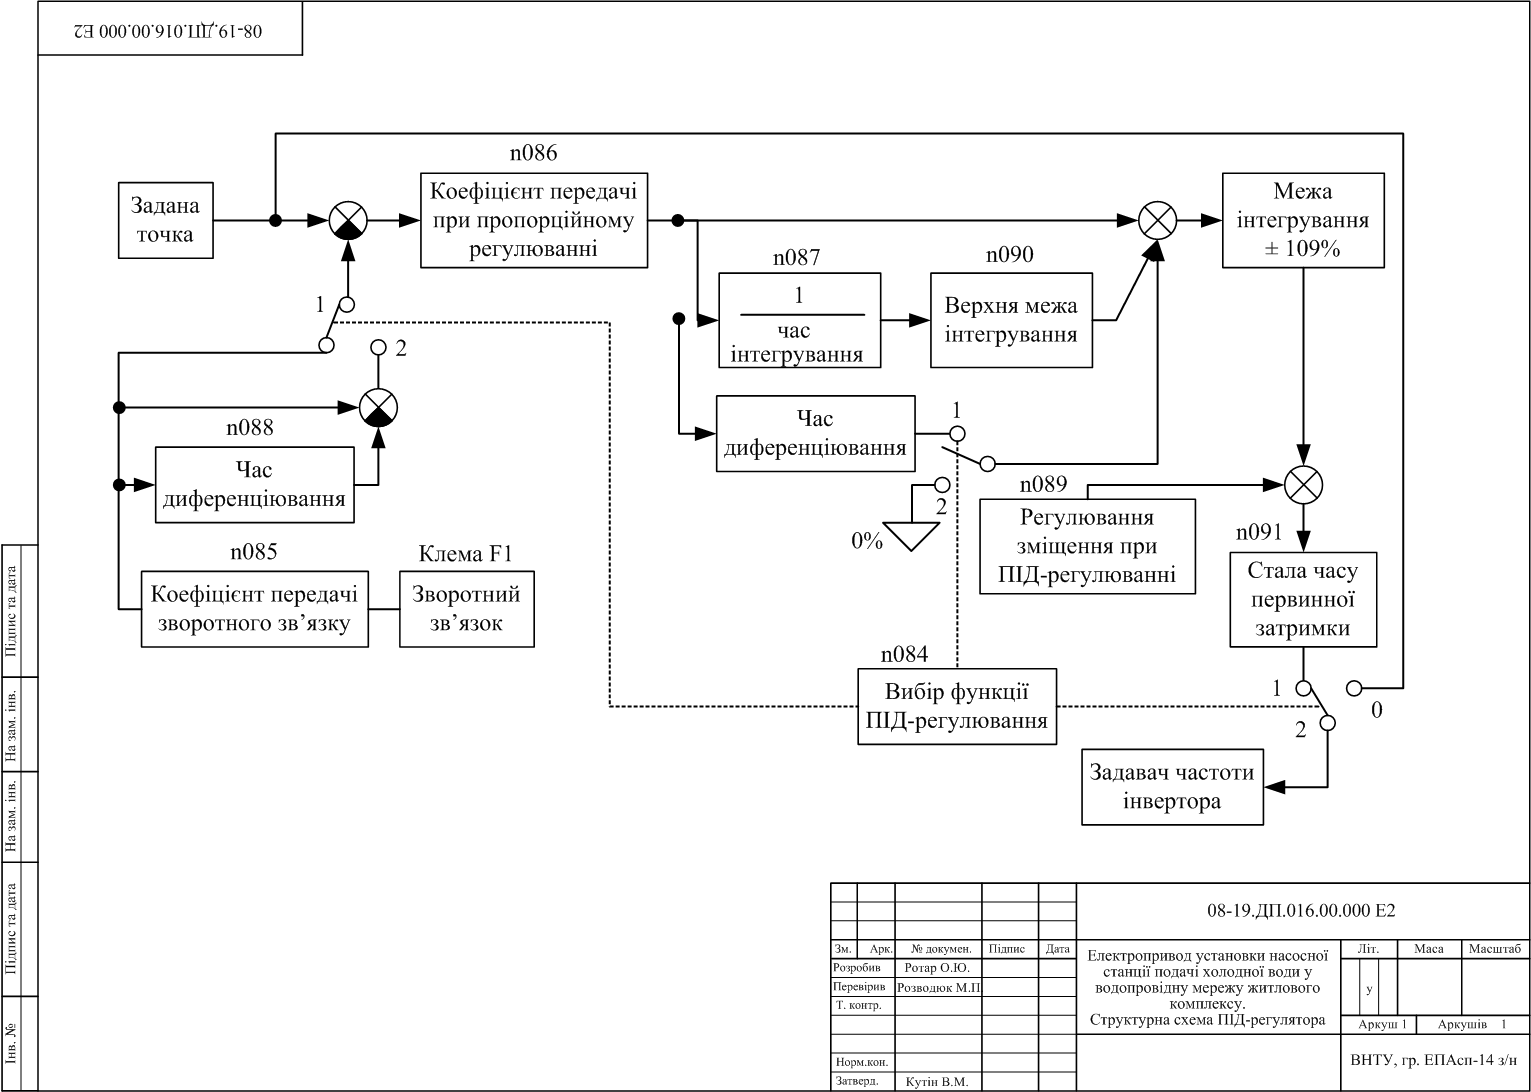 08-19.ДП.016.00.000 Е2
n086
Задана
точка
Коефіцієнт передачі
при пропорційному
регулюванні
Межа
інтегрування
± 109%
n087
n090
1
час
інтегрування
Верхня межа
інтегрування
1
2
n088
Час
диференціювання
Час
диференціювання
1
2
0%
n089
Регулювання
зміщення при
ПІД-регулюванні
n091
Стала часу
первинної
затримки
n085
Клема F1
Коефіцієнт передачі
зворотного зв’язку
Зворотний
зв’язок
n084
Вибір функції
ПІД-регулювання
1
0
2
Задавач частоти
інвертора
Підпис та дата
На зам. інв.
На зам. інв.
Підпис та дата
Інв. №
08-19.ДП.016.00.000 Е2
Зм. Арк. № докумен. Підпис Дата
Розробив Ротар О.Ю.
Перевірив Розводюк М.П
Т. контр.
Норм.кон.
Затверд. Кутін В.М.
Електропривод установки насосної
станції подачі холодної води у
водопровідну мережу житлового
комплексу.
Структурна схема ПІД-регулятора
Літ. Маса Масштаб
у
Аркуш 1 Аркушів 1
ВНТУ, гр. ЕПАсп-14 з/н